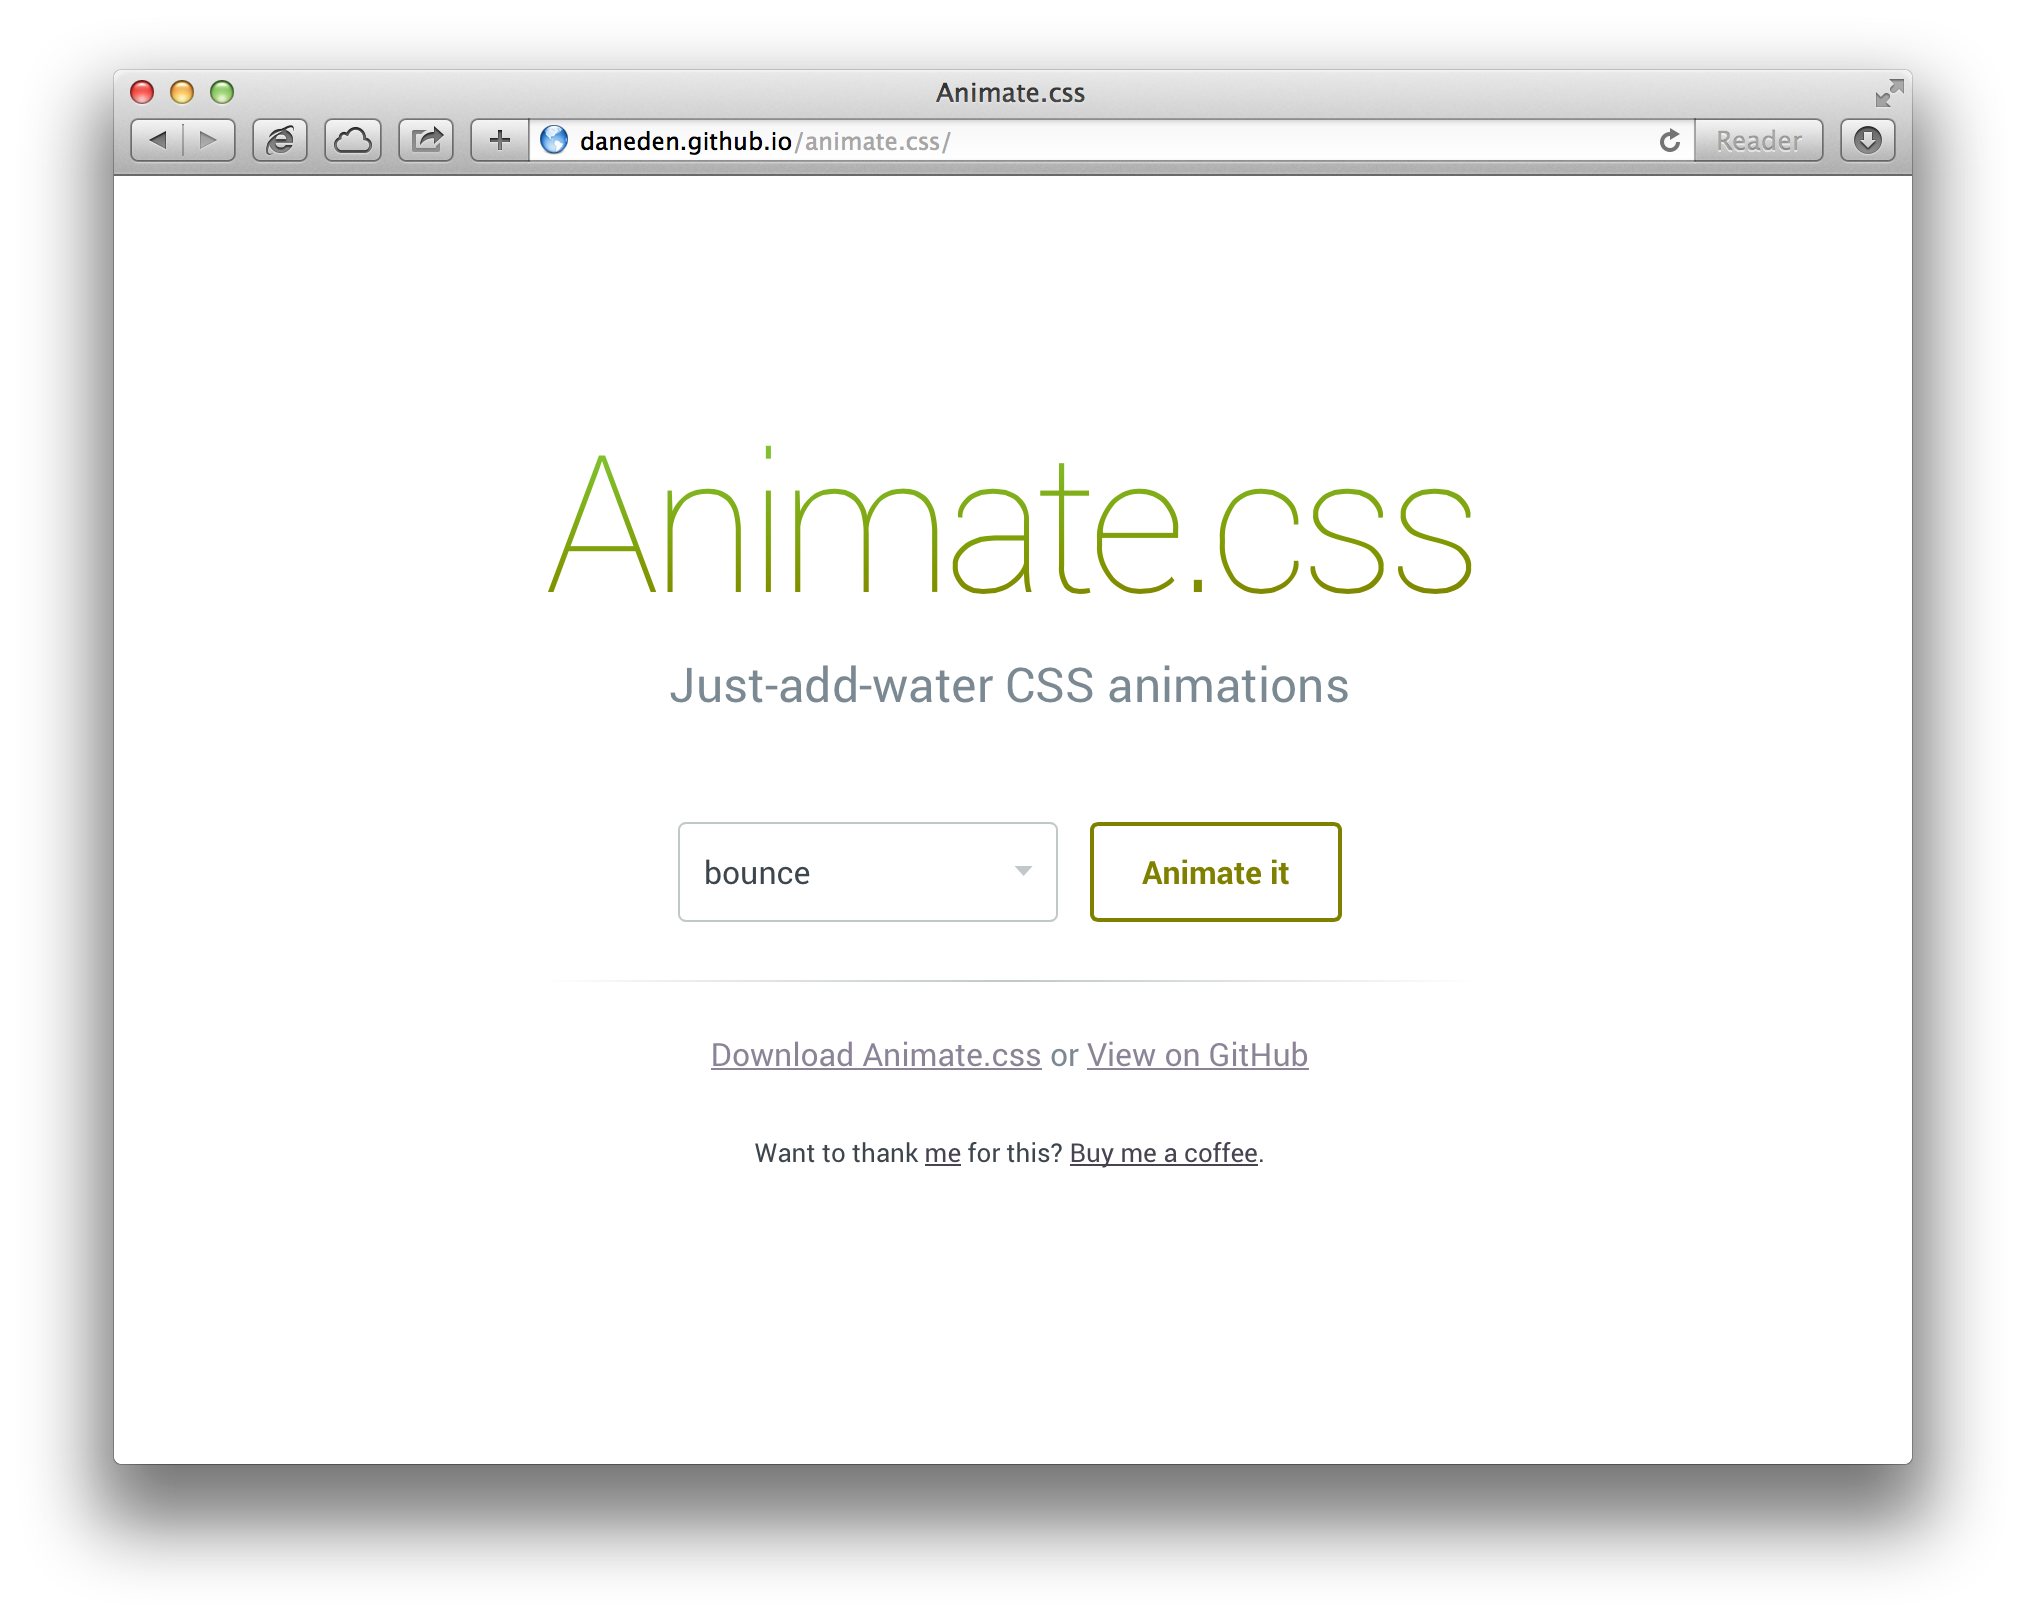 Animate.css
daneden.github.io/animate.css/
Reader
Animate.css
Just-add-water CSS animations
bounce
Animate it
Download Animate.css or View on GitHub
Want to thank me for this? Buy me a coffee.